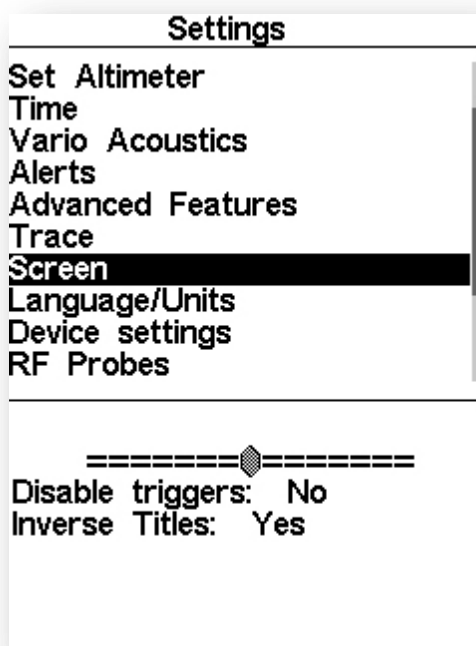 Settings
Set Altimeter
Time
Vario Acoustics
Alerts
Advanced Features
Trace
Screen
Language/Units
Device settings
RF Probes
Disable triggers: No
Inverse Titles: Yes